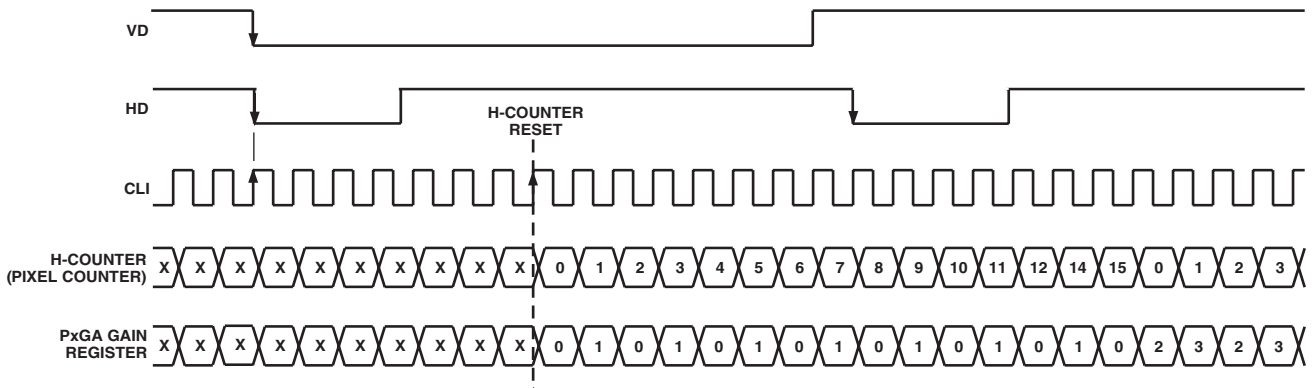 VD
HD
H-COUNTER
RESET
CLI
H-COUNTER
(PIXEL COUNTER)
X X X X X X X X X X 0 1 2 3 4 5 6 7 8 9 10 11 12 14 15 0 1 2 3
PxGA GAIN
REGISTER
X X X X X X X X X X 0 1 0 1 0 1 0 1 0 1 0 1 0 1 0 2 3 2 3